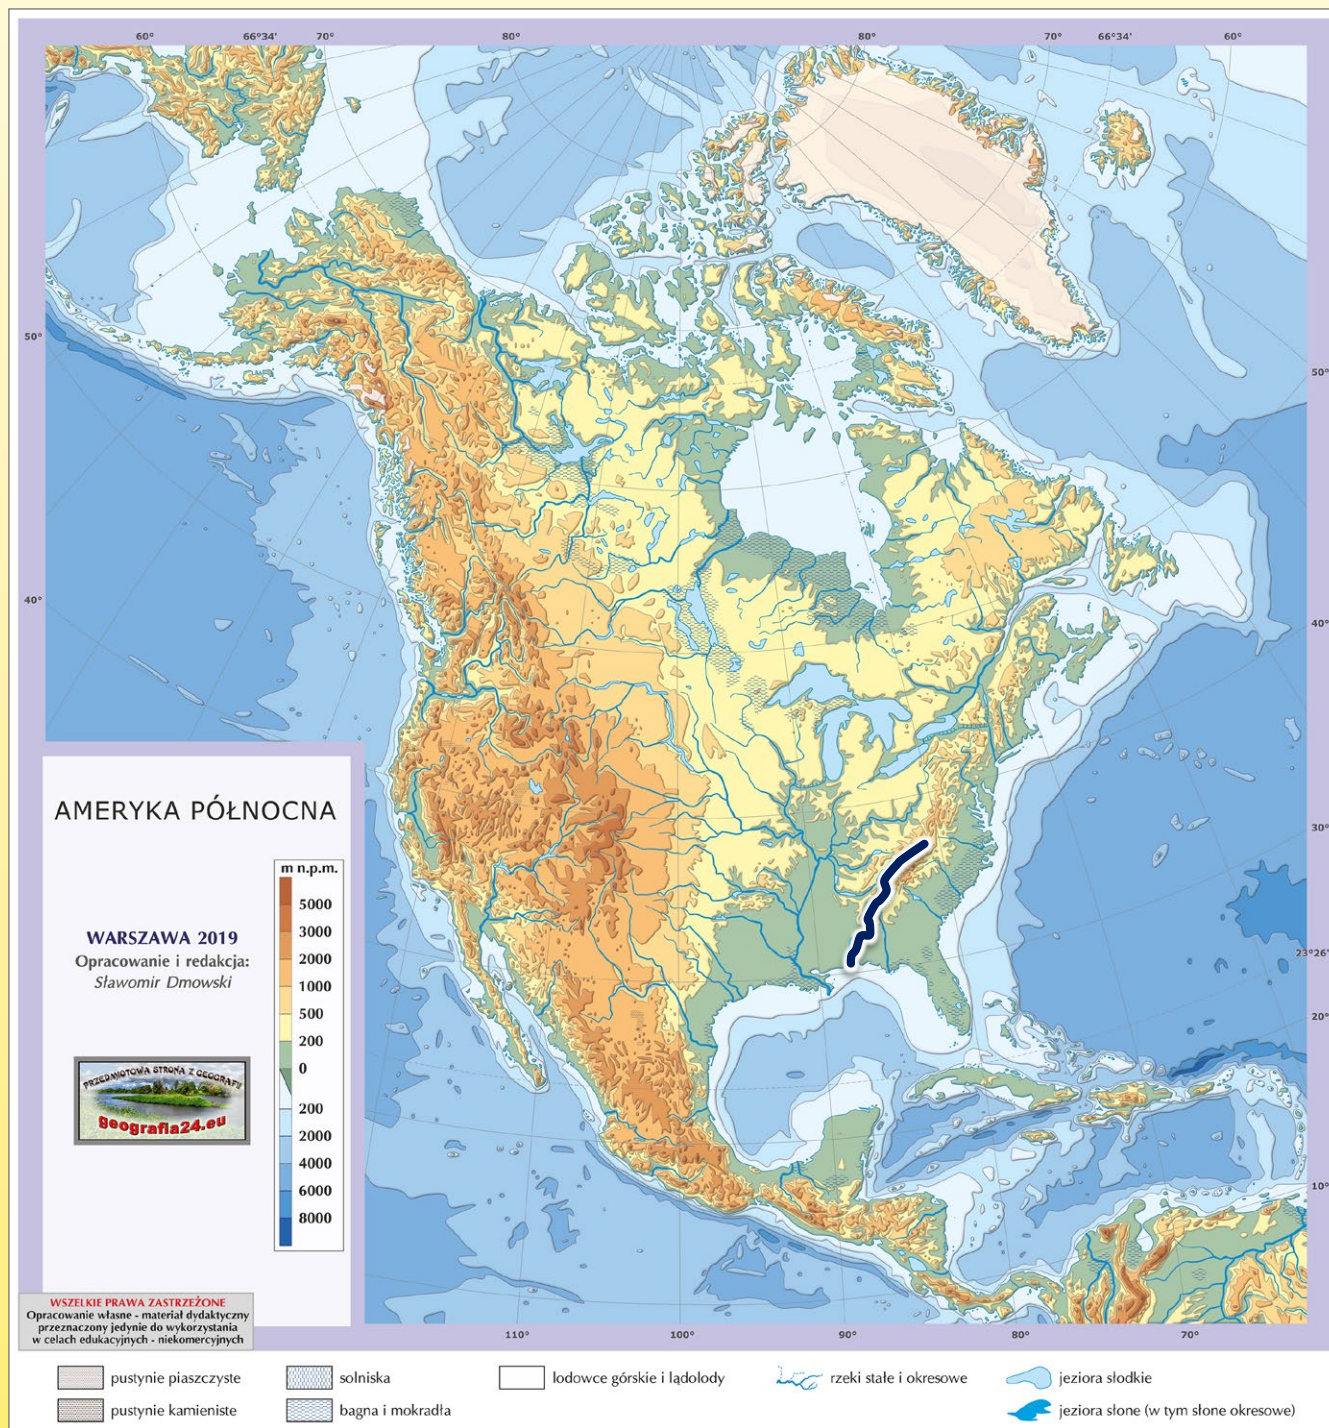 60° 66°34' 70° 80° 80° 70° 66°34' 60°
50°
50°
40°
40°
30°
23°26'
20°
10°
AMERYKA PÓŁNOCNA
m n.p.m.
5000
3000
2000
1000
500
200
0
200
2000
4000
6000
8000
WARSZAWA 2019
Opracowanie i redakcja:
Sławomir Dmowski
PRZEDMIOTOWA STRONA Z GEOGRAFII
geografia24.eu
WSZELKIE PRAWA ZASTRZEŻONE
Opracowanie własne - materiał dydaktyczny
przeznaczony jedynie do wykorzystania
w celach edukacyjnych - niekomercyjnych
110° 100° 90° 80° 70°
pustynie piaszczyste
solniska
lodowce górskie i lądolody
rzeki stałe i okresowe
jeziora słodkie
pustynie kamieniste
bagna i mokradła
jeziora słone (w tym słone okresowe)